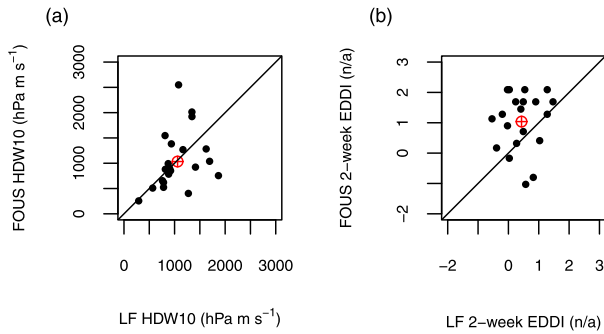 (a)
FOUS HDW10 (hPa m s⁻¹)
0 1000 2000 3000
0 1000 2000 3000
LF HDW10 (hPa m s⁻¹)
(b)
FOUS 2−week EDDI (n/a)
−2 0 1 2 3
−2 0 1 2 3
LF 2−week EDDI (n/a)